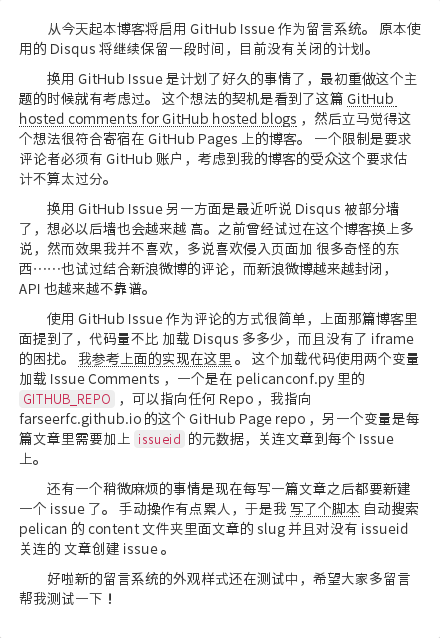 从今天起本博客将启用 GitHub Issue 作为留言系统。 原本使
用的 Disqus 将继续保留一段时间，目前没有关闭的计划。
换用 GitHub Issue 是计划了好久的事情了，最初重做这个主
题的时候就有考虑过。 这个想法的契机是看到了这篇 GitHub
hosted comments for GitHub hosted blogs ，然后立马觉得这
个想法很符合寄宿在 GitHub Pages 上的博客。 一个限制是要求
评论者必须有 GitHub 账户，考虑到我的博客的受众这个要求估
计不算太过分。
换用 GitHub Issue 另一方面是最近听说 Disqus 被部分墙
了，想必以后墙也会越来越 高。之前曾经试过在这个博客换上多
说，然而效果我并不喜欢，多说喜欢侵入页面加 很多奇怪的东
西……也试过结合新浪微博的评论，而新浪微博越来越封闭，
API 也越来越不靠谱。
使用 GitHub Issue 作为评论的方式很简单，上面那篇博客里
面提到了，代码量不比 加载 Disqus 多多少，而且没有了 iframe
的困扰。 我参考上面的实现在这里 。 这个加载代码使用两个变量
加载 Issue Comments ，一个是在 pelicanconf.py 里的
GITHUB_REPO ，可以指向任何 Repo ，我指向
farseerfc.github.io 的这个 GitHub Page repo ，另一个变量是每
篇文章里需要加上 issueid 的元数据，关连文章到每个 Issue
上。
还有一个稍微麻烦的事情是现在每写一篇文章之后都要新建
一个 issue 了。 手动操作有点累人，于是我 写了个脚本 自动搜索
pelican 的 content 文件夹里面文章的 slug 并且对没有 issueid
关连的 文章创建 issue 。
好啦新的留言系统的外观样式还在测试中，希望大家多留言
帮我测试一下！